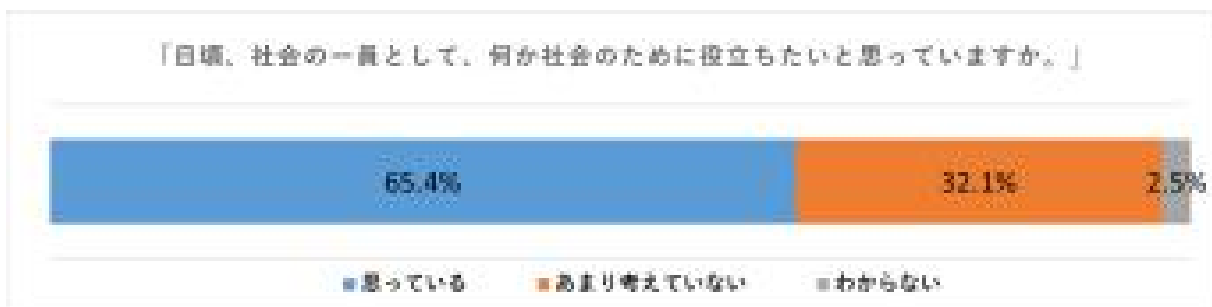 「日頃、社会の一員として、何か社会のために役立ちたいと思っていますか。」
65.4% 32.1% 2.5%
■思っている ■あまり考えていない ■わからない